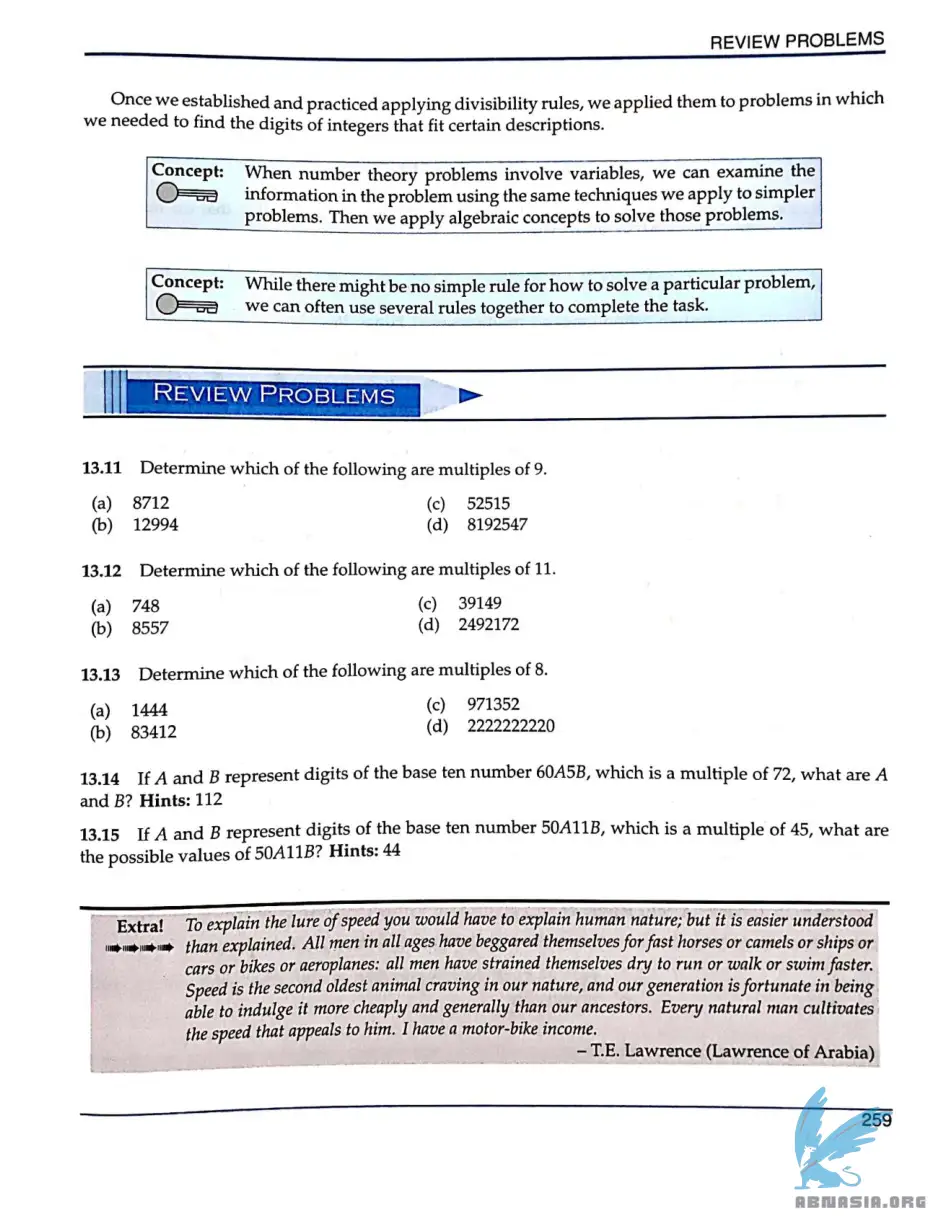 REVIEW PROBLEMS
Once we established and practiced applying divisibility rules, we applied them to problems in which
we needed to find the digits of integers that fit certain descriptions.
Concept: When number theory problems involve variables, we can examine the
information in the problem using the same techniques we apply to simpler
problems. Then we apply algebraic concepts to solve those problems.
Concept: While there might be no simple rule for how to solve a particular problem,
we can often use several rules together to complete the task.
REVIEW PROBLEMS
13.11 Determine which of the following are multiples of 9.
(a) 8712 (c) 52515
(b) 12994 (d) 8192547
13.12 Determine which of the following are multiples of 11.
(a) 748 (c) 39149
(b) 8557 (d) 2492172
13.13 Determine which of the following are multiples of 8.
(a) 1444 (c) 971352
(b) 83412 (d) 2222222220
13.14 If A and B represent digits of the base ten number 60A5B, which is a multiple of 72, what are A
and B? Hints: 112
13.15 If A and B represent digits of the base ten number 50A11B, which is a multiple of 45, what are
the possible values of 50A11B? Hints: 44
Extra! To explain the lure of speed you would have to explain human nature; but it is easier understood
than explained. All men in all ages have beggared themselves for fast horses or camels or ships or
cars or bikes or aeroplanes: all men have strained themselves dry to run or walk or swim faster.
Speed is the second oldest animal craving in our nature, and our generation is fortunate in being
able to indulge it more cheaply and generally than our ancestors. Every natural man cultivates
the speed that appeals to him. I have a motor-bike income.
– T.E. Lawrence (Lawrence of Arabia)
259
ABNASIA.ORG